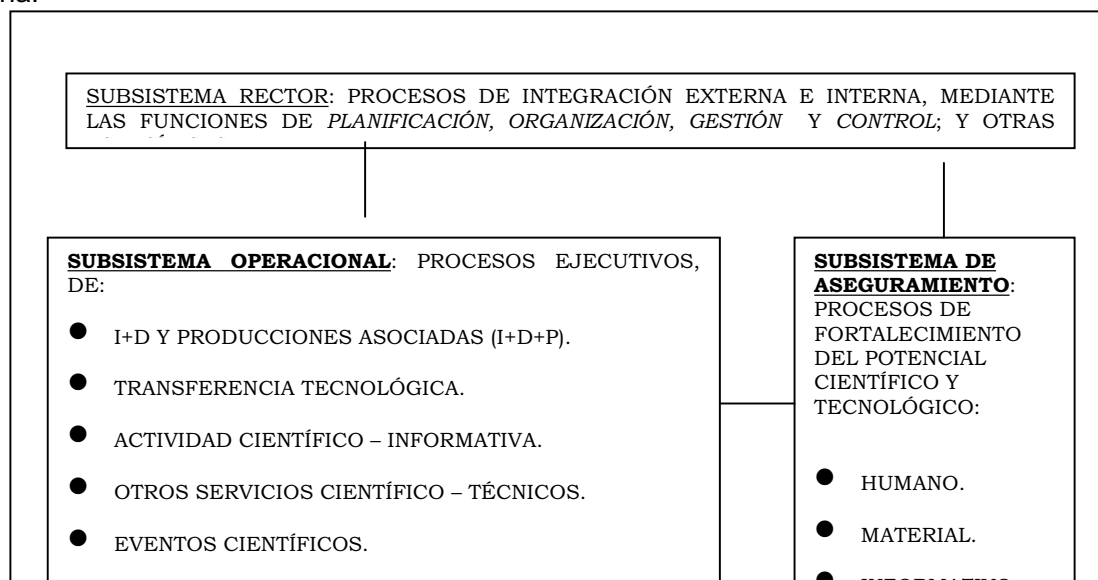 SUBSISTEMA RECTOR: PROCESOS DE INTEGRACIÓN EXTERNA E INTERNA, MEDIANTE
LAS FUNCIONES DE PLANIFICACIÓN, ORGANIZACIÓN, GESTIÓN Y CONTROL; Y OTRAS
SUBSISTEMA OPERACIONAL: PROCESOS EJECUTIVOS,
DE:
● I+D Y PRODUCCIONES ASOCIADAS (I+D+P).
● TRANSFERENCIA TECNOLÓGICA.
● ACTIVIDAD CIENTÍFICO – INFORMATIVA.
● OTROS SERVICIOS CIENTÍFICO – TÉCNICOS.
● EVENTOS CIENTÍFICOS.
SUBSISTEMA DE
ASEGURAMIENTO:
PROCESOS DE
FORTALECIMIENTO
DEL POTENCIAL
CIENTÍFICO Y
TECNOLÓGICO:
● HUMANO.
● MATERIAL.